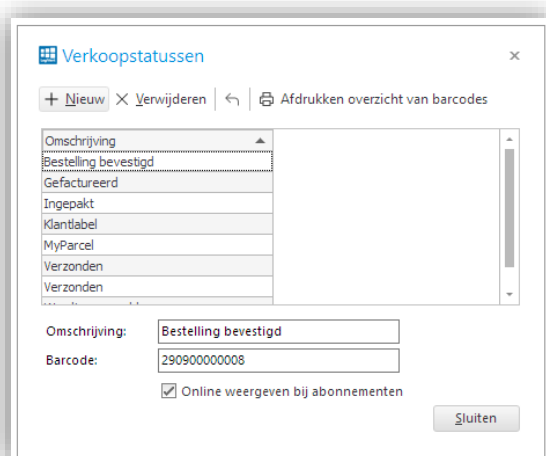 Verkoopstatussen
Nieuw Verwijderen Afdrukken overzicht van barcodes
Omschrijving
Bestelling bevestigd
Gefactureerd
Ingepakt
Klantlabel
MyParcel
Verzonden
Verzonden
Omschrijving: Bestelling bevestigd
Barcode: 290900000008
Online weergeven bij abonnementen
Sluiten